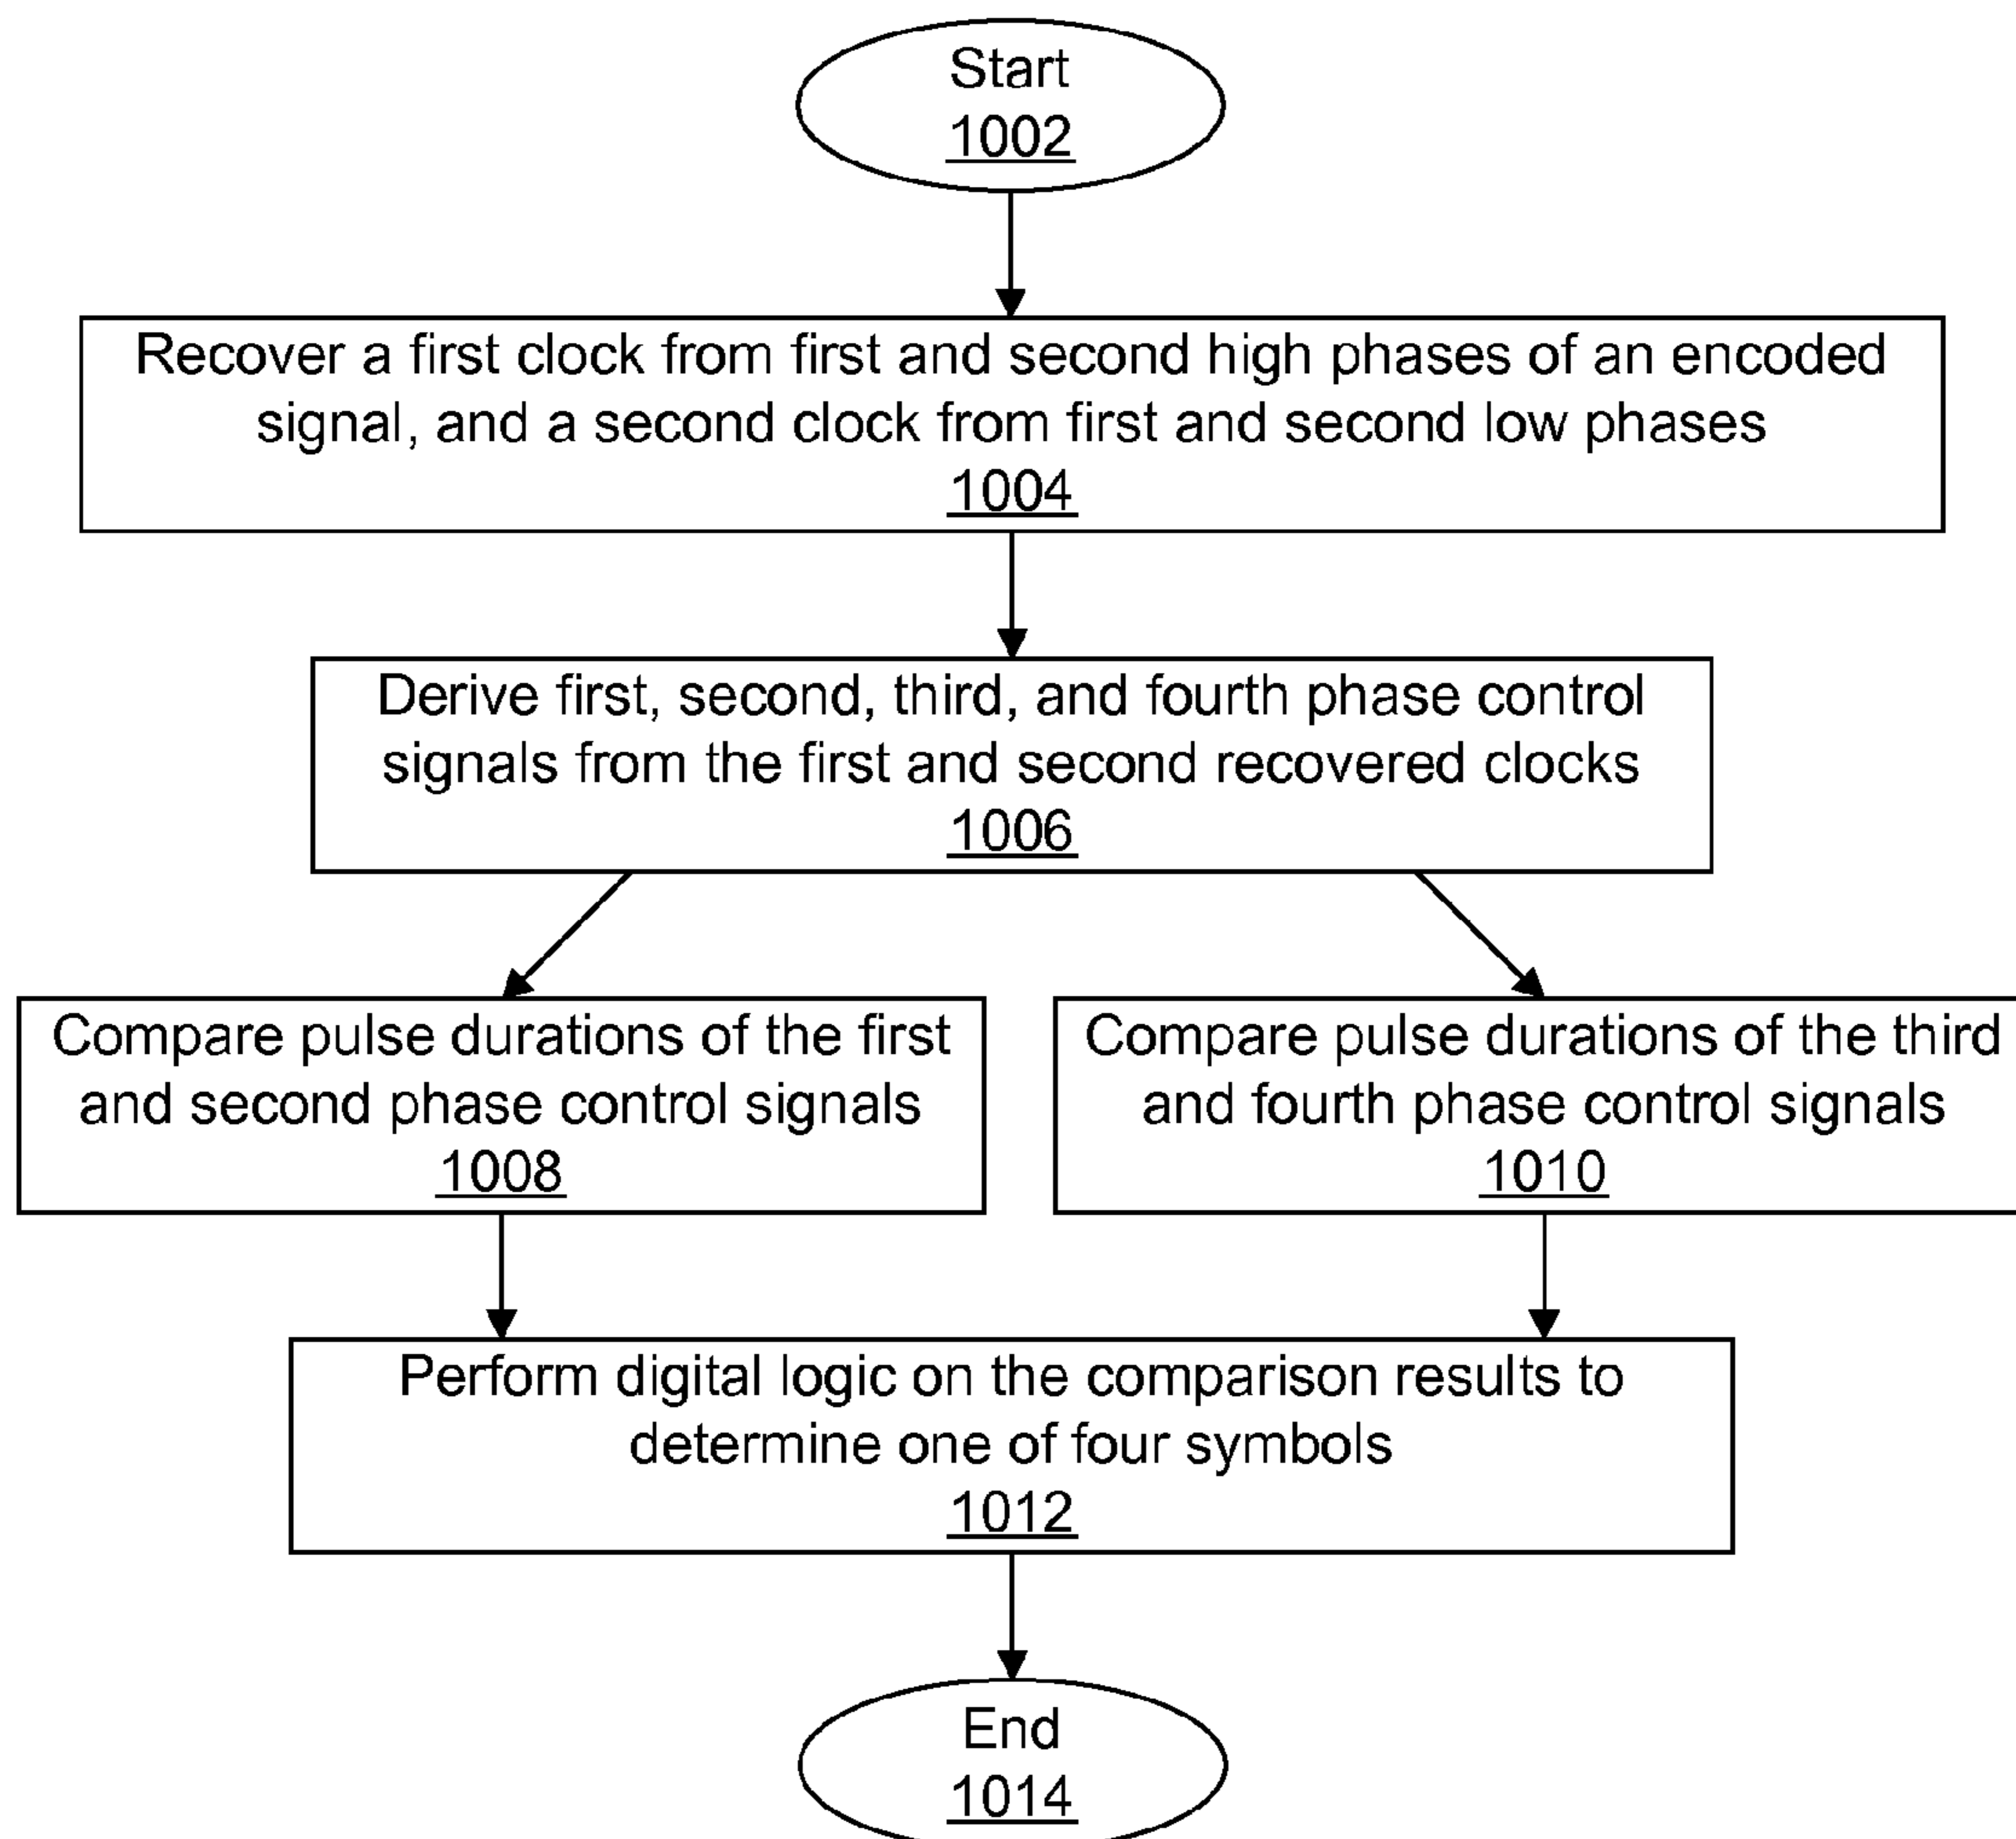 Start
1002
Recover a first clock from first and second high phases of an encoded
signal, and a second clock from first and second low phases
1004
Derive first, second, third, and fourth phase control
signals from the first and second recovered clocks
1006
Compare pulse durations of the first
and second phase control signals
1008
Compare pulse durations of the third
and fourth phase control signals
1010
Perform digital logic on the comparison results to
determine one of four symbols
1012
End
1014